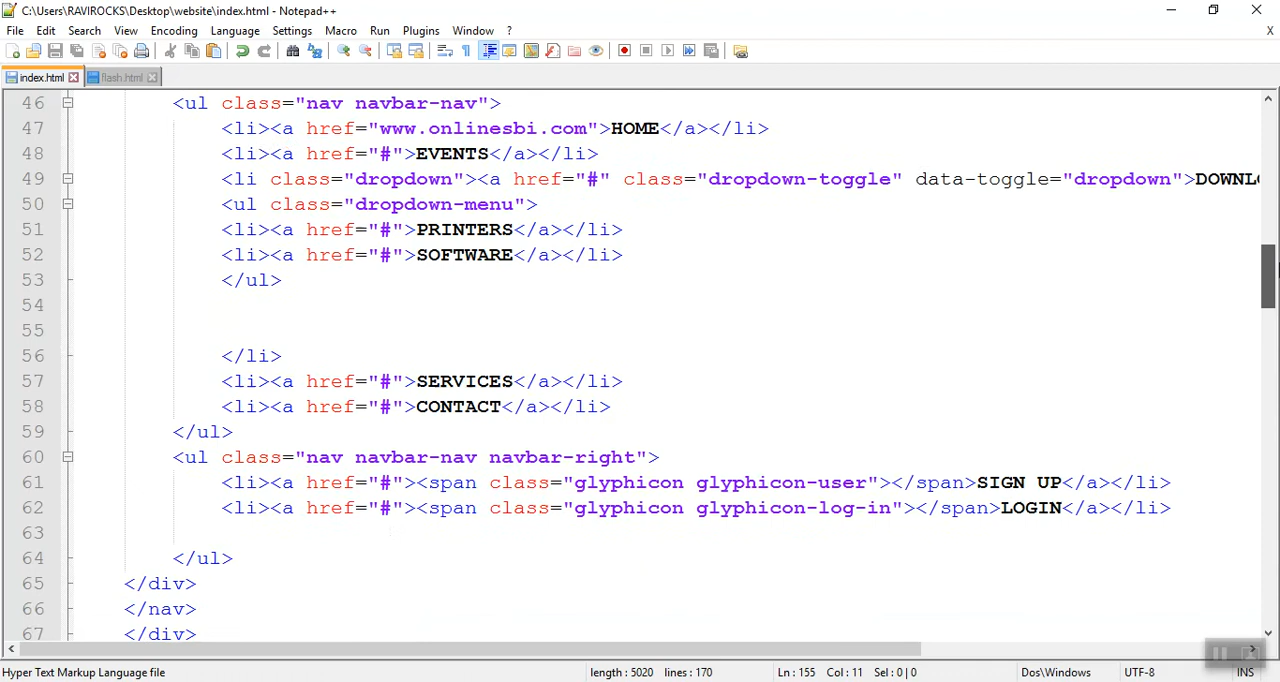 C:\Users\RAVIROCKS\Desktop\website\index.html - Notepad++
File Edit Search View Encoding Language Settings Macro Run Plugins Window ? X
index.html flash.html
46 <ul class="nav navbar-nav">
47 <li><a href="www.onlinesbi.com">HOME</a></li>
48 <li><a href="#">EVENTS</a></li>
49 <li class="dropdown"><a href="#" class="dropdown-toggle" data-toggle="dropdown">DOWNL
50 <ul class="dropdown-menu">
51 <li><a href="#">PRINTERS</a></li>
52 <li><a href="#">SOFTWARE</a></li>
53 </ul>
54
55
56 </li>
57 <li><a href="#">SERVICES</a></li>
58 <li><a href="#">CONTACT</a></li>
59 </ul>
60 <ul class="nav navbar-nav navbar-right">
61 <li><a href="#"><span class="glyphicon glyphicon-user"></span>SIGN UP</a></li>
62 <li><a href="#"><span class="glyphicon glyphicon-log-in"></span>LOGIN</a></li>
63
64 </ul>
65 </div>
66 </nav>
67 </div>
Hyper Text Markup Language file length : 5020 lines : 170 Ln : 155 Col : 11 Sel : 0 | 0 Dos\Windows UTF-8 INS